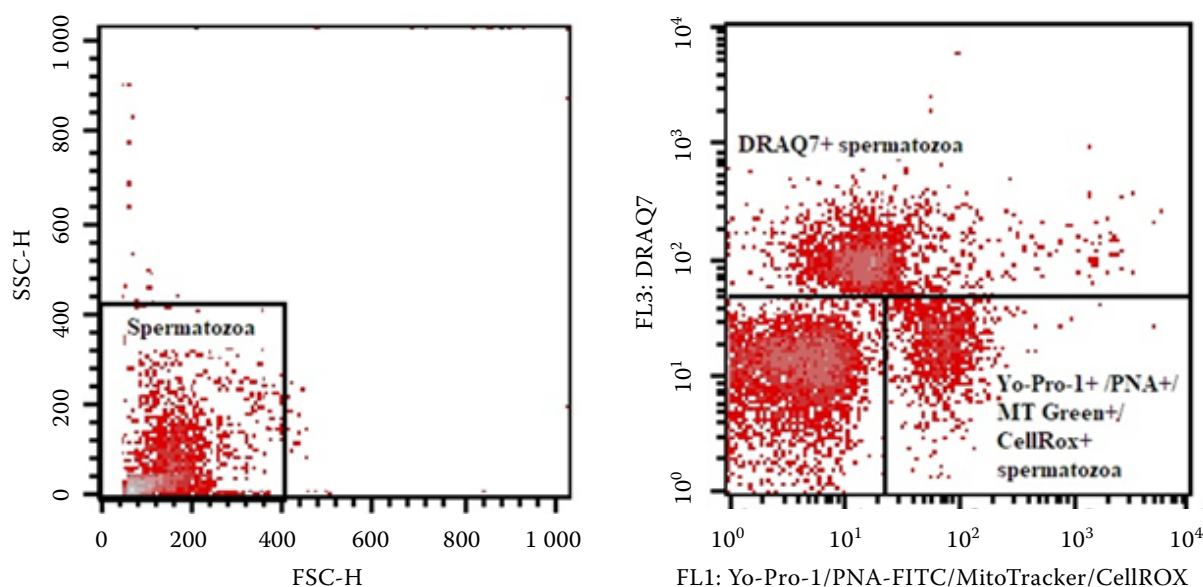 1 000
800
600
400
200
0
SSC-H
Spermatozoa
0 200 400 600 800 1 000
FSC-H
10⁴
10³
10²
10¹
10⁰
FL3: DRAQ7
DRAQ7+ spermatozoa
Yo-Pro-1+ /PNA+/
MT Green+/
CellRox+
spermatozoa
10⁰ 10¹ 10² 10³ 10⁴
FL1: Yo-Pro-1/PNA-FITC/MitoTracker/CellROX